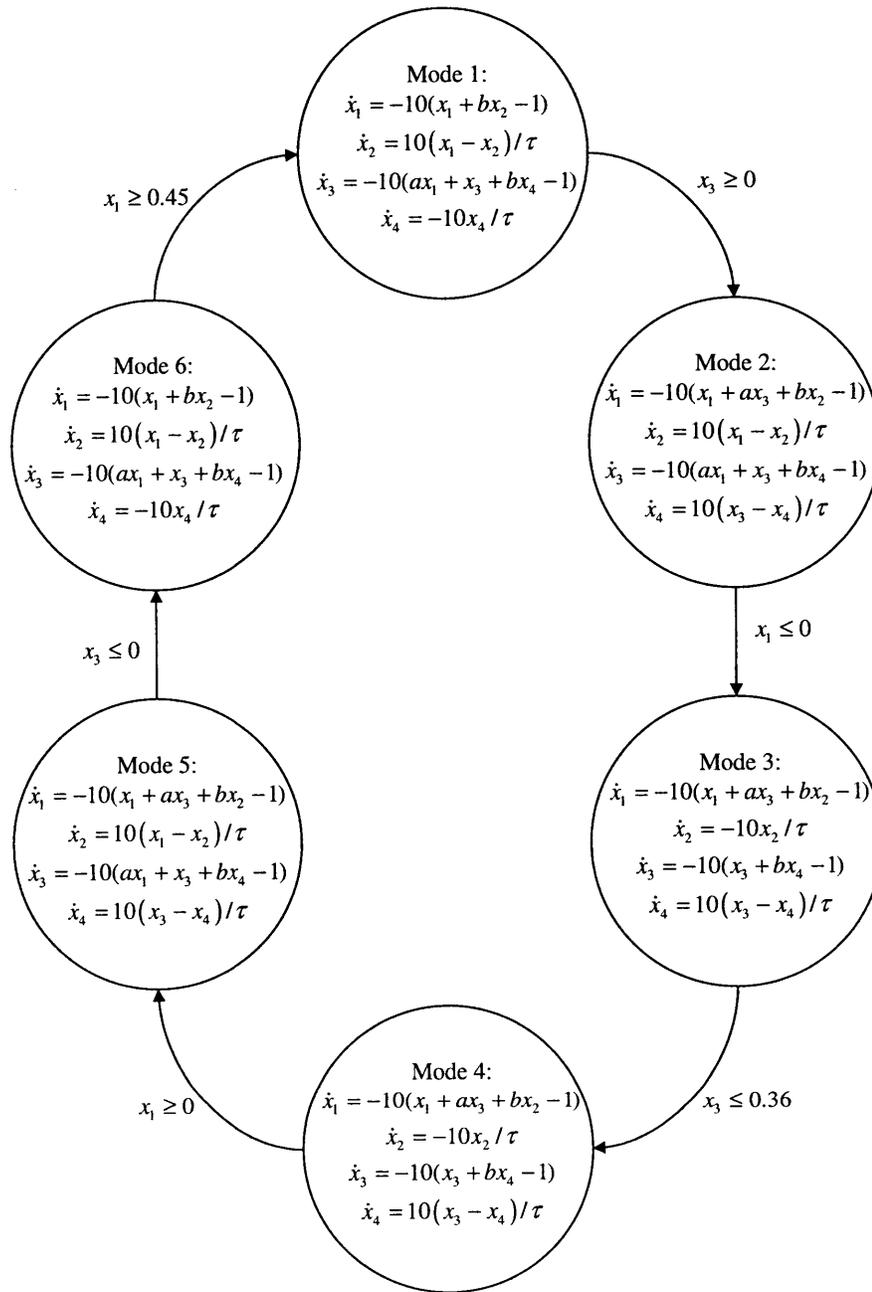 Mode 1:
ẋ₁ = −10(x₁ + bx₂ − 1)
ẋ₂ = 10(x₁ − x₂)/τ
ẋ₃ = −10(ax₁ + x₃ + bx₄ − 1)
ẋ₄ = −10x₄/τ
x₁ ≥ 0.45
x₃ ≥ 0
Mode 6:
ẋ₁ = −10(x₁ + bx₂ − 1)
ẋ₂ = 10(x₁ − x₂)/τ
ẋ₃ = −10(ax₁ + x₃ + bx₄ − 1)
ẋ₄ = −10x₄/τ
Mode 2:
ẋ₁ = −10(x₁ + ax₃ + bx₂ − 1)
ẋ₂ = 10(x₁ − x₂)/τ
ẋ₃ = −10(ax₁ + x₃ + bx₄ − 1)
ẋ₄ = 10(x₃ − x₄)/τ
x₃ ≤ 0
x₁ ≤ 0
Mode 5:
ẋ₁ = −10(x₁ + ax₃ + bx₂ − 1)
ẋ₂ = 10(x₁ − x₂)/τ
ẋ₃ = −10(ax₁ + x₃ + bx₄ − 1)
ẋ₄ = 10(x₃ − x₄)/τ
Mode 3:
ẋ₁ = −10(x₁ + ax₃ + bx₂ − 1)
ẋ₂ = −10x₂/τ
ẋ₃ = −10(x₃ + bx₄ − 1)
ẋ₄ = 10(x₃ − x₄)/τ
x₁ ≥ 0
x₃ ≤ 0.36
Mode 4:
ẋ₁ = −10(x₁ + ax₃ + bx₂ − 1)
ẋ₂ = −10x₂/τ
ẋ₃ = −10(x₃ + bx₄ − 1)
ẋ₄ = 10(x₃ − x₄)/τ